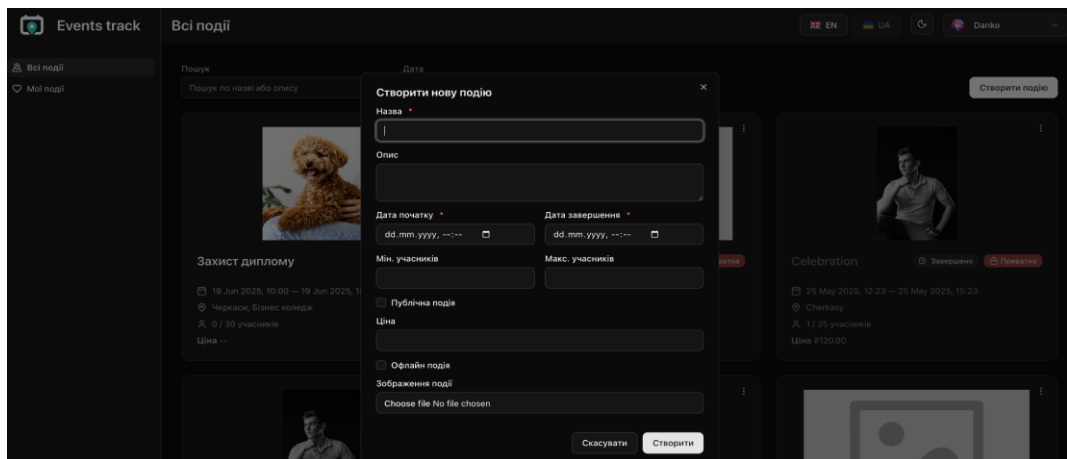 Events track
Всі події
EN
UA
Danko
Всі події
Мої події
Пошук
Дата
Пошук по назві або опису
Створити подію
Створити нову подію
Назва *
Опис
Дата початку *
Дата завершення *
dd.mm.yyyy, --:--
dd.mm.yyyy, --:--
Мін. учасників
Макс. учасників
Публічна подія
Ціна
Офлайн подія
Зображення події
Choose file No file chosen
Скасувати
Створити
Захист диплому
19 Jun 2025, 10:00 — 19 Jun 2025, 1
Черкаси, Бізнес коледж
0 / 30 учасників
Ціна --
Celebration
Завершено
Приватна
25 May 2025, 12:23 — 25 May 2025, 15:23
Cherkasy
1 / 25 учасників
Ціна ₴120.00